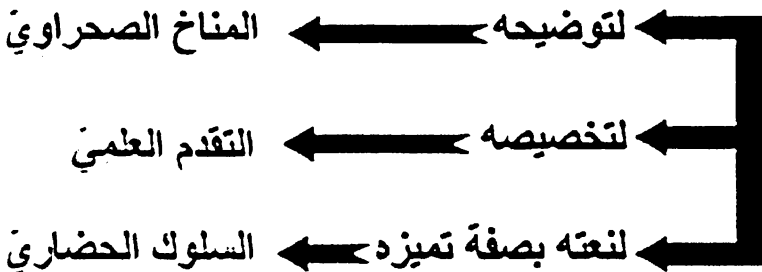 لتوضيحه المناخ الصحراويّ
لتخصيصه التقدم العلميّ
لنعته بصفة تميزه السلوك الحضاريّ